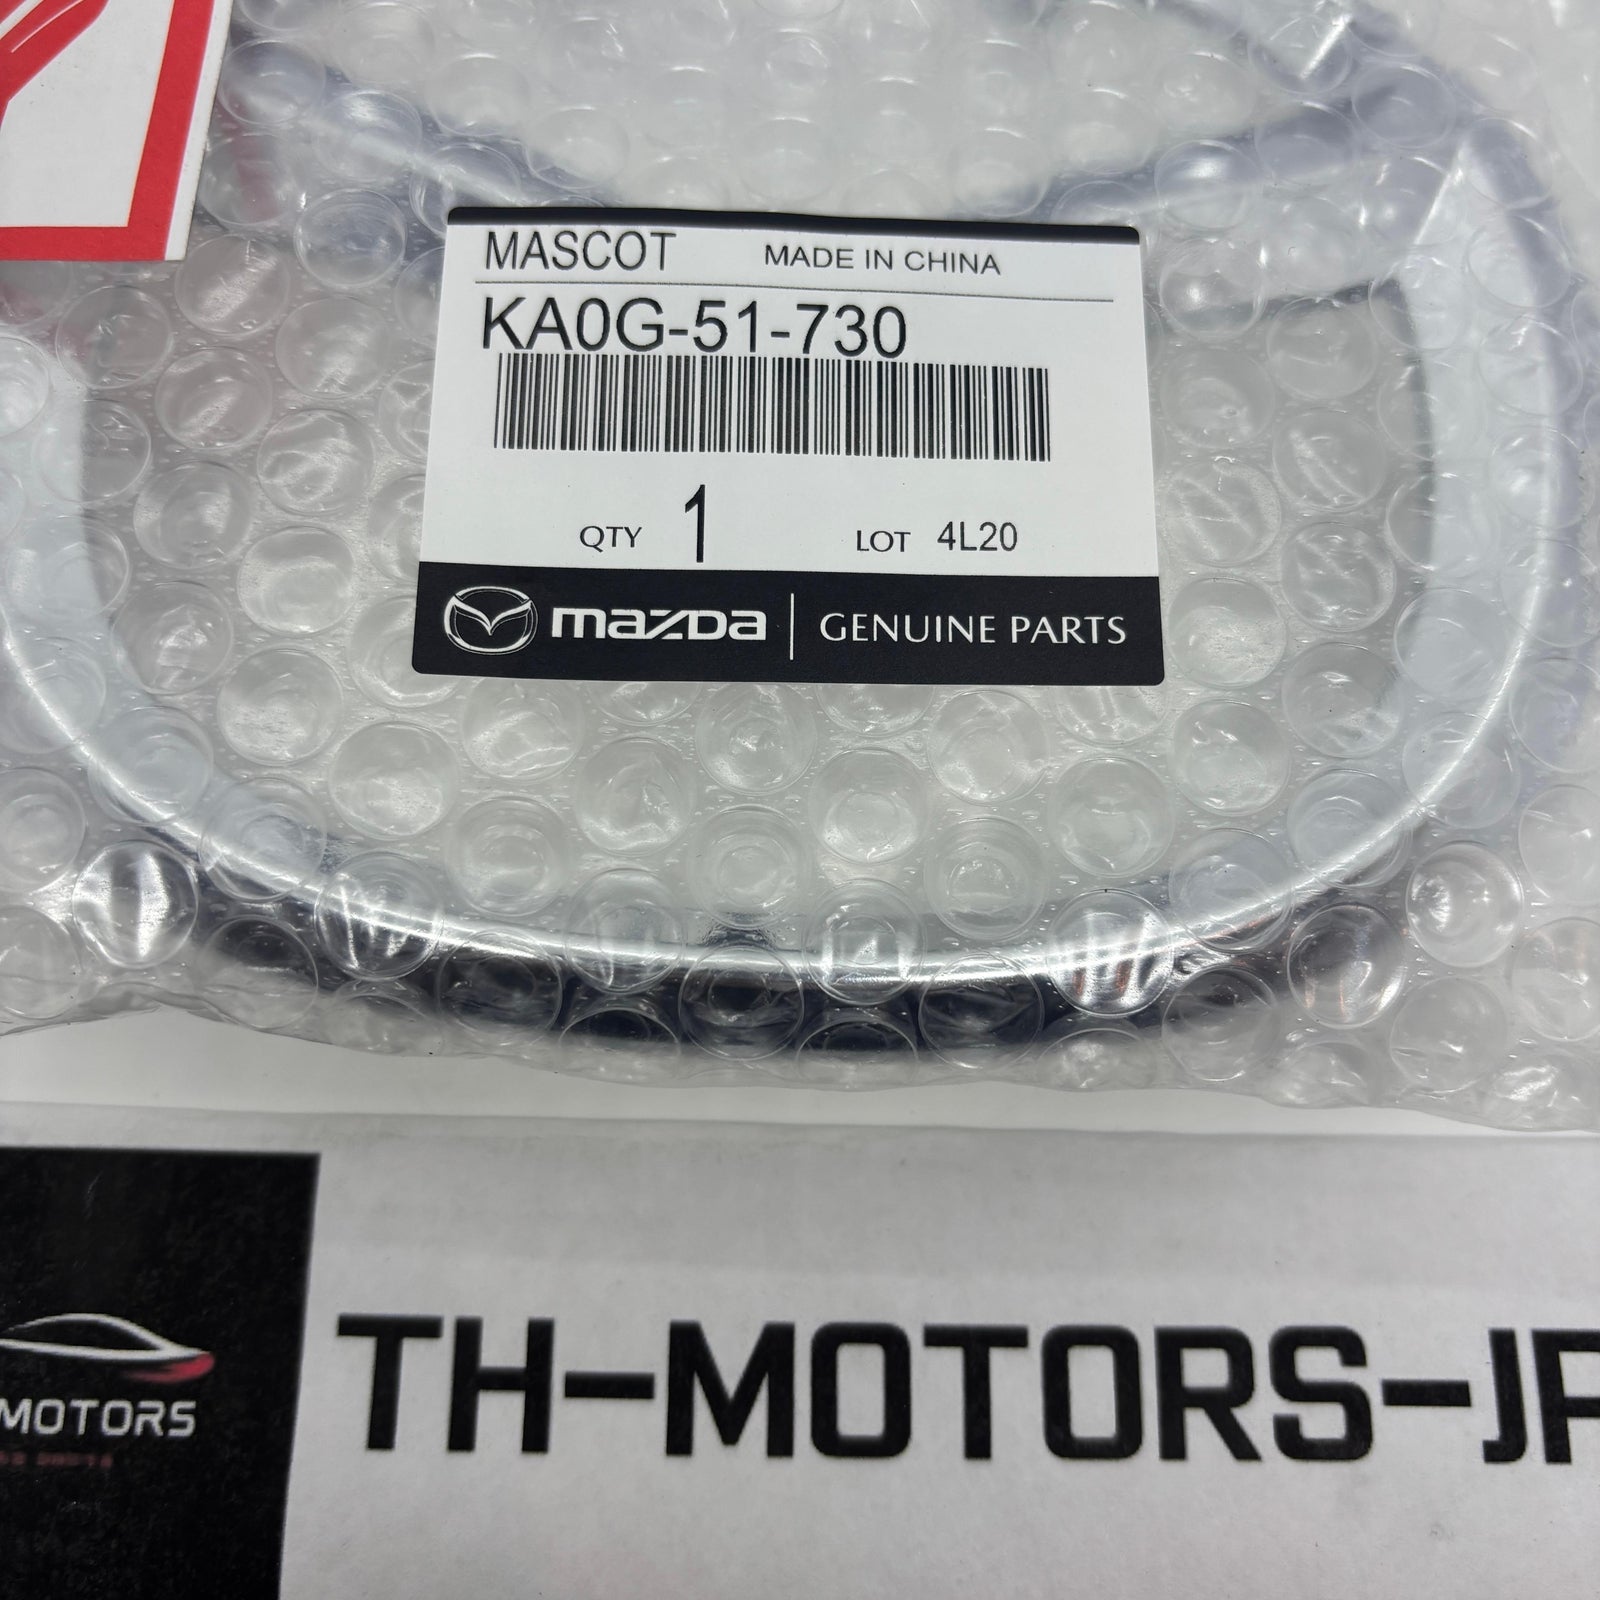 MASCOT MADE IN CHINA
KA0G-51-730
QTY 1 LOT 4L20
mazda GENUINE PARTS
TH-MOTORS-JP
MOTORS